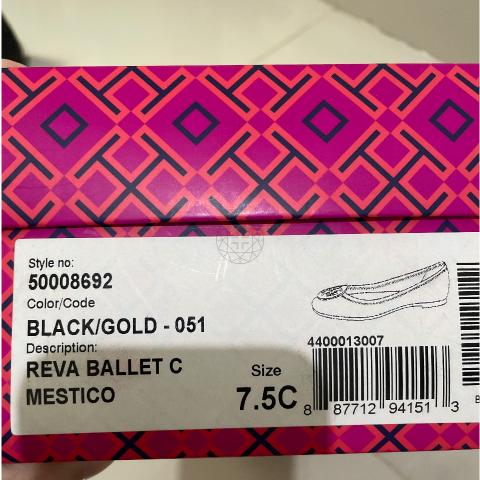 Style no:
50008692
Color/Code
BLACK/GOLD - 051
Description:
REVA BALLET C
MESTICO
Size
7.5C
4400013007
8 87712 94151 3